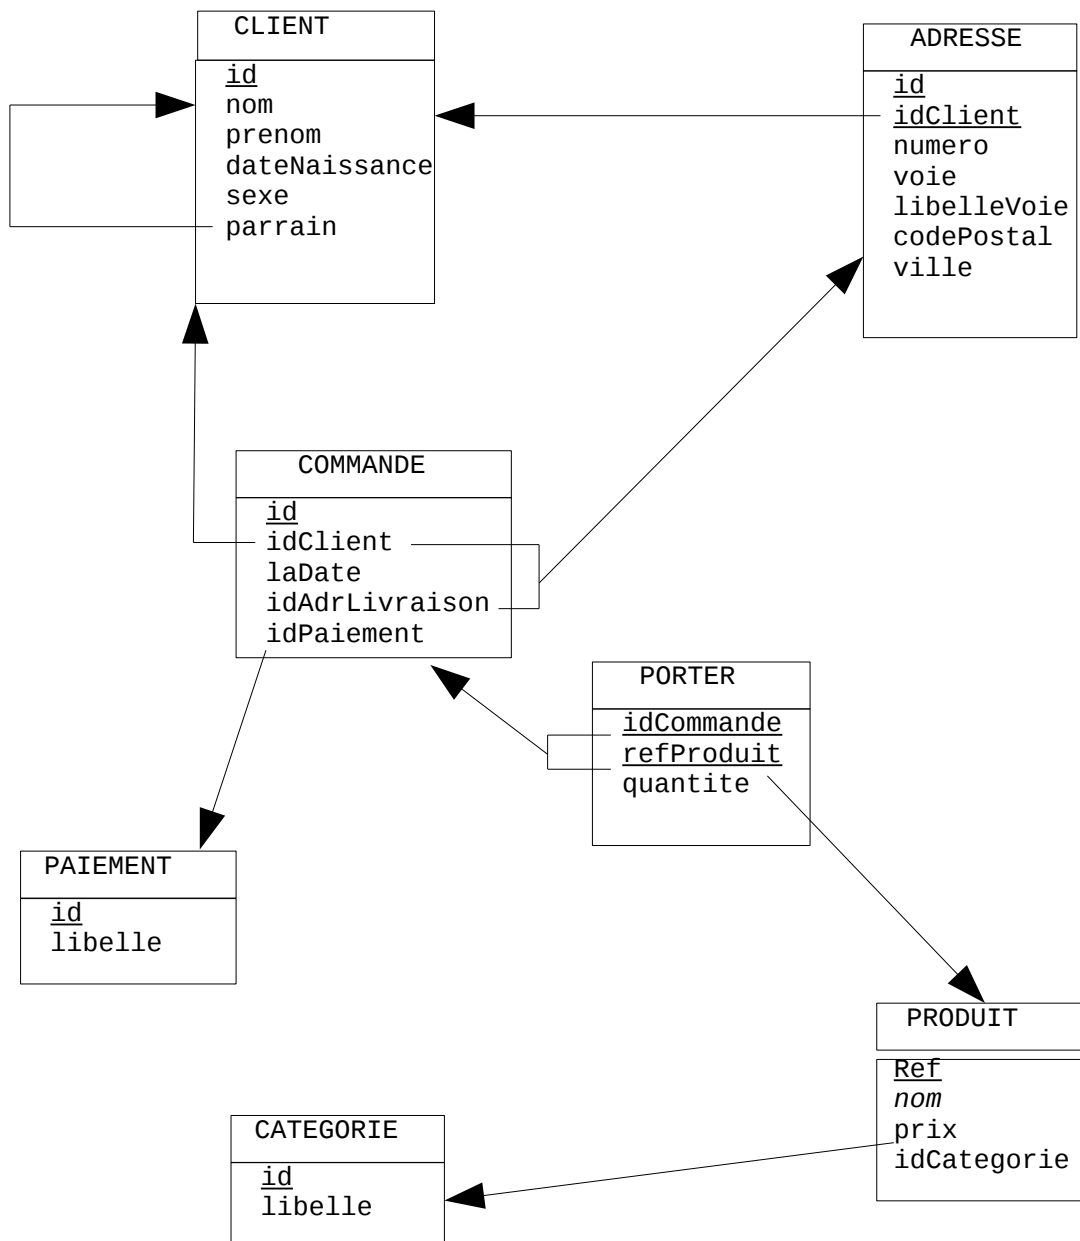 CLIENT
id
nom
prenom
dateNaissance
sexe
parrain
ADRESSE
id
idClient
numero
voie
libelleVoie
codePostal
ville
COMMANDE
id
idClient
laDate
idAdrLivraison
idPaiement
PORTER
idCommande
refProduit
quantite
PAIEMENT
id
libelle
PRODUIT
Ref
nom
prix
idCategorie
CATEGORIE
id
libelle